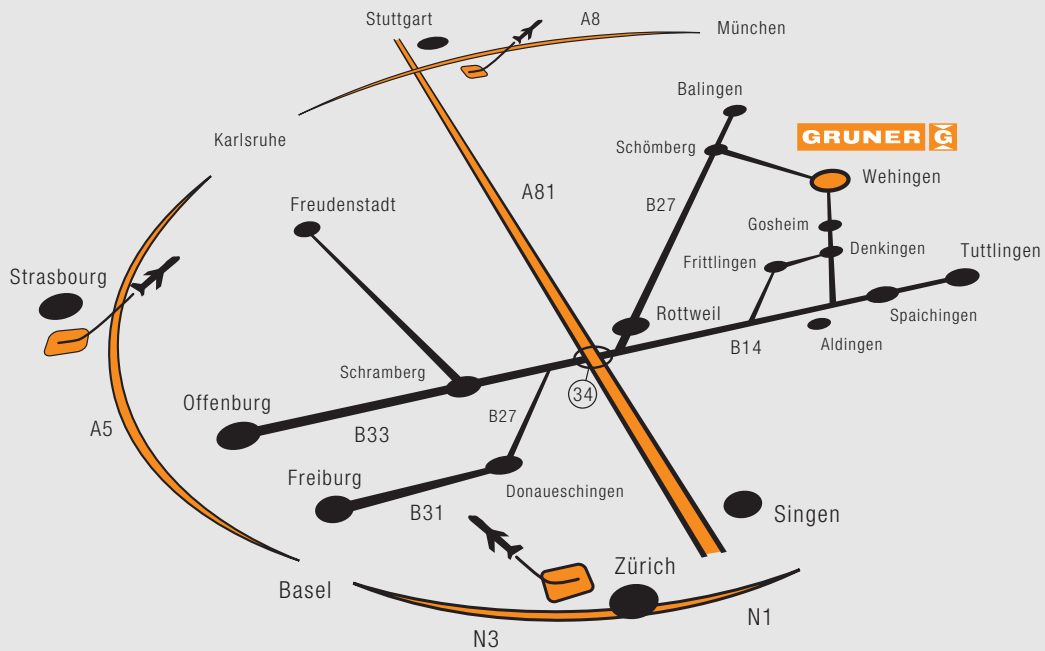 Stuttgart
A8
München
Karlsruhe
Balingen
Schömberg
GRUNER G
Wehingen
A81
B27
Freudenstadt
Gosheim
Denkingen
Frittlingen
Tuttlingen
Strasbourg
Rottweil
Spaichingen
Aldingen
B14
Schramberg
34
Offenburg
B27
A5
B33
Freiburg
Donaueschingen
B31
Singen
Zürich
Basel
N3
N1